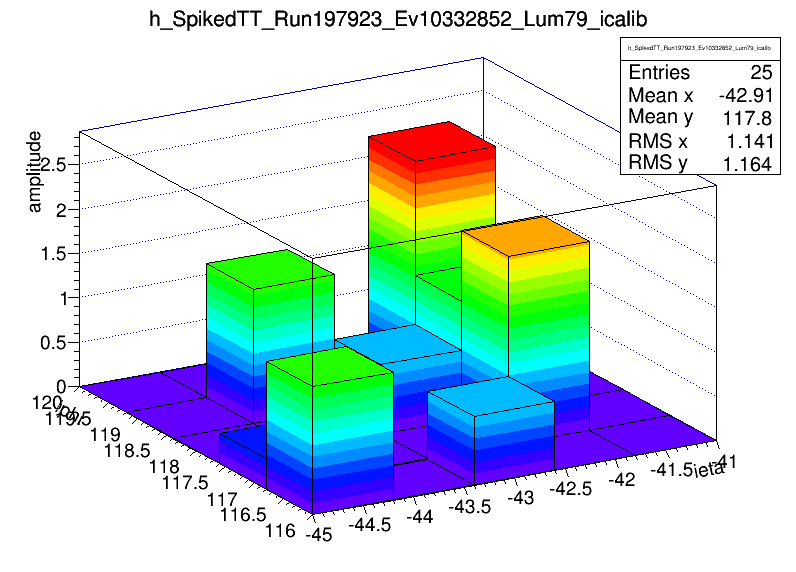 h_SpikedTT_Run197923_Ev10332852_Lum79_icalib
h_SpikedTT_Run197923_Ev10332852_Lum79_icalib
Entries 25
Mean x -42.91
Mean y 117.8
RMS x 1.141
RMS y 1.164
amplitude
2.5
2
1.5
1
0.5
0
120
119.5
119
118.5
118
117.5
117
116.5
116
-45
-44.5
-44
-43.5
-43
-42.5
-42
-41.5
-41
ieta